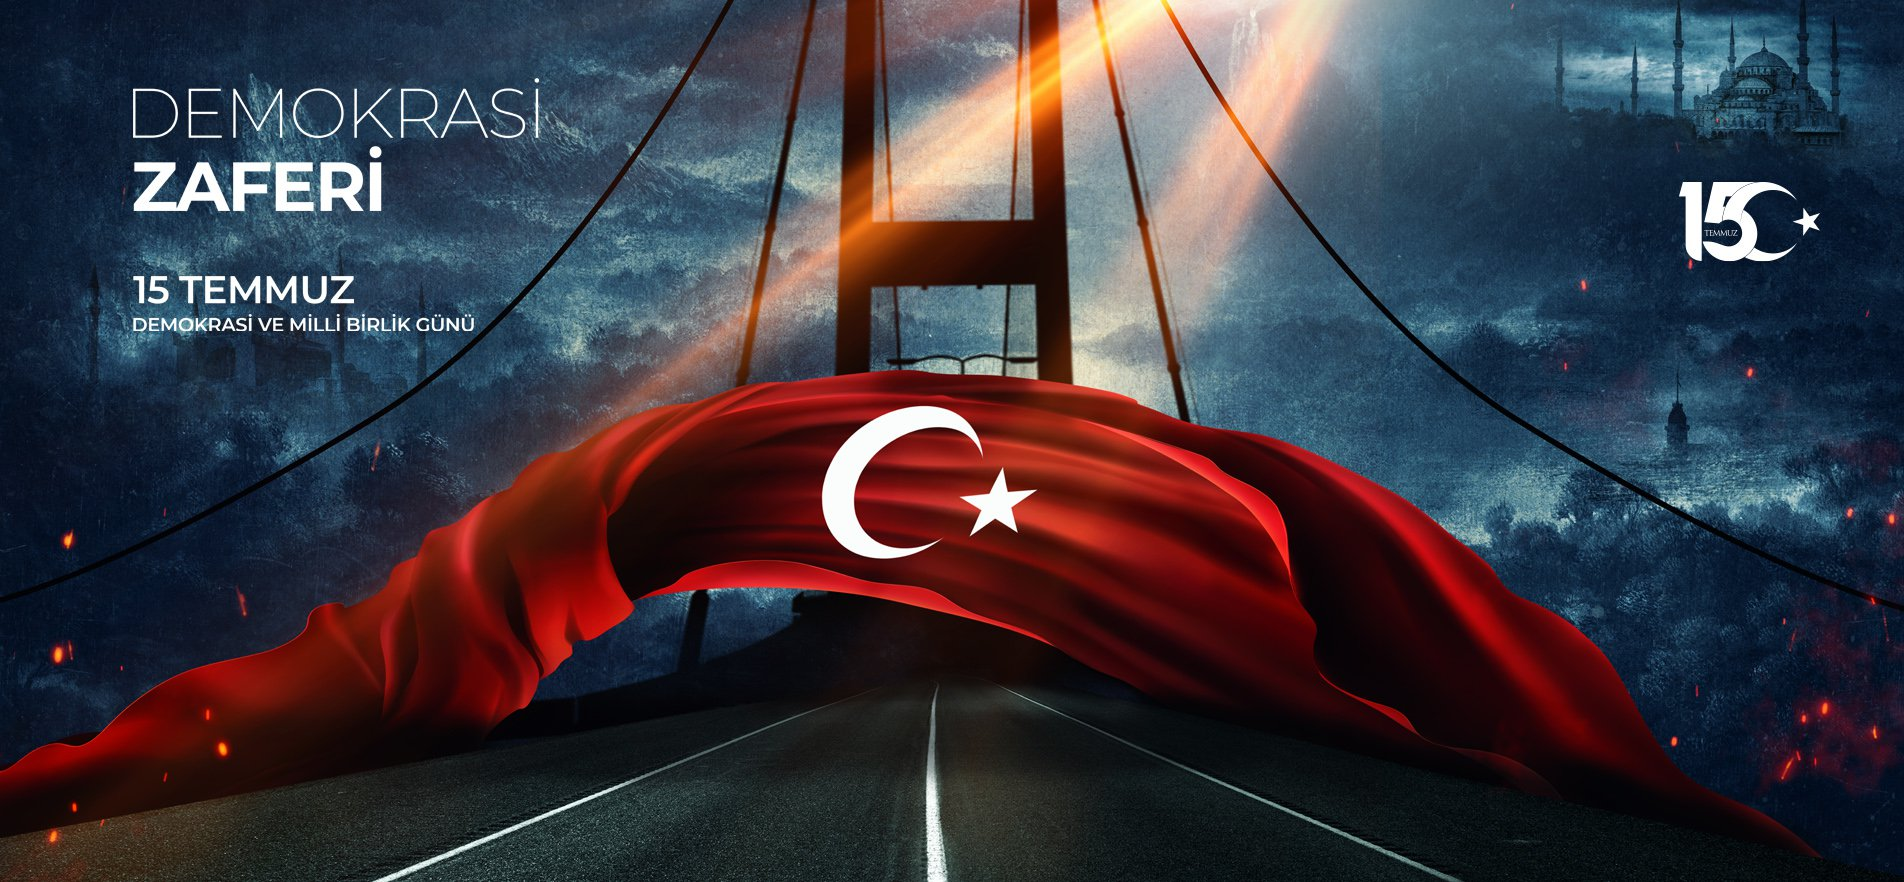 DEMOKRASİ
ZAFERİ
15 TEMMUZ
DEMOKRASİ VE MİLLİ BİRLİK GÜNÜ
15
TEMMUZ